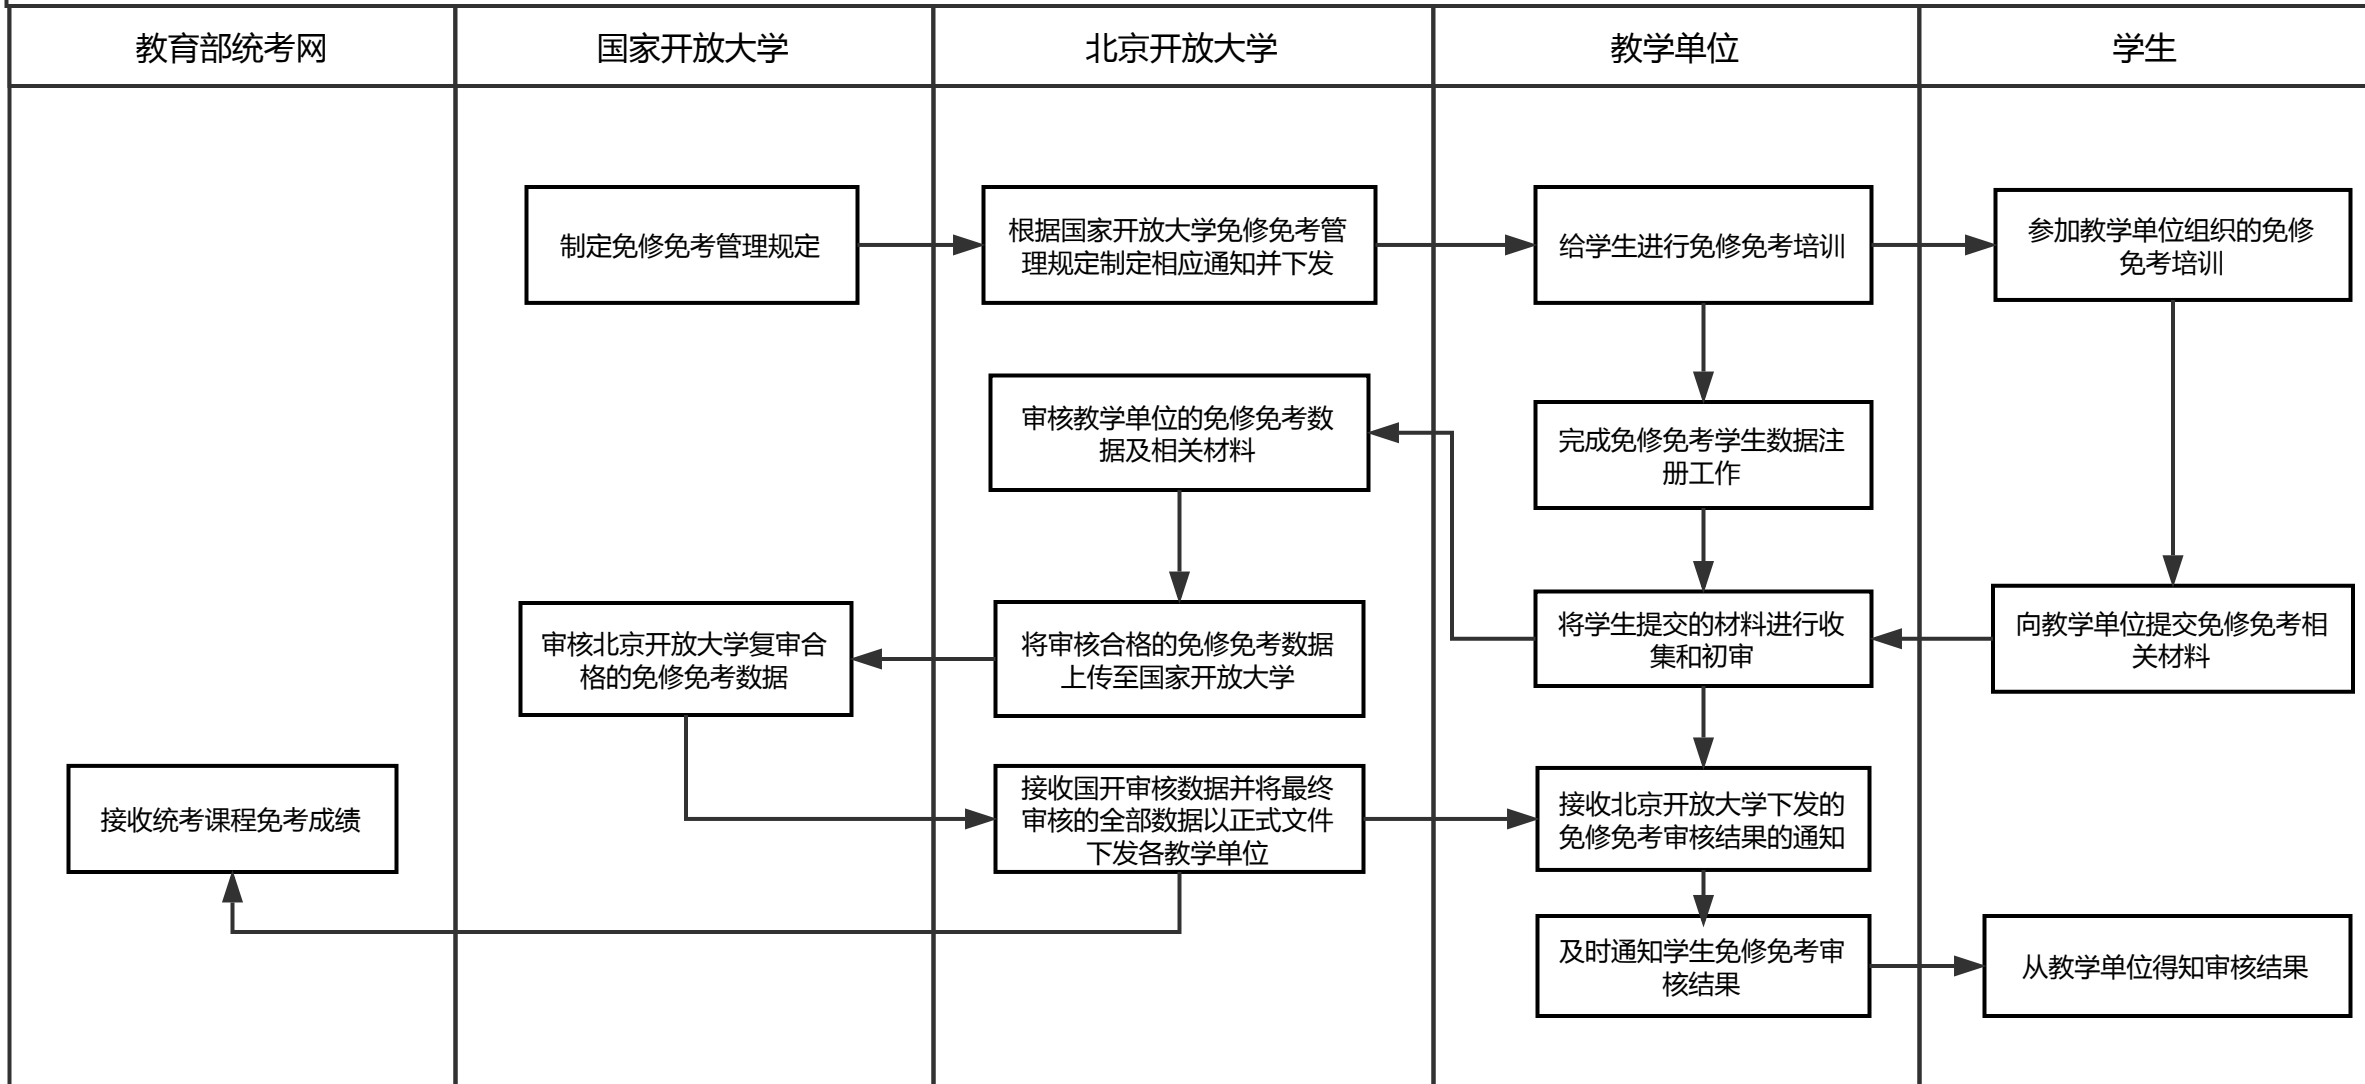 教育部统考网
国家开放大学
北京开放大学
教学单位
学生
制定免修免考管理规定
根据国家开放大学免修免考管
理规定制定相应通知并下发
给学生进行免修免考培训
参加教学单位组织的免修
免考培训
审核教学单位的免修免考数
据及相关材料
完成免修免考学生数据注
册工作
审核北京开放大学复审合
格的免修免考数据
将审核合格的免修免考数据
上传至国家开放大学
将学生提交的材料进行收
集和初审
向教学单位提交免修免考相
关材料
接收统考课程免考成绩
接收国开审核数据并将最终
审核的全部数据以正式文件
下发各教学单位
接收北京开放大学下发的
免修免考审核结果的通知
及时通知学生免修免考审
核结果
从教学单位得知审核结果